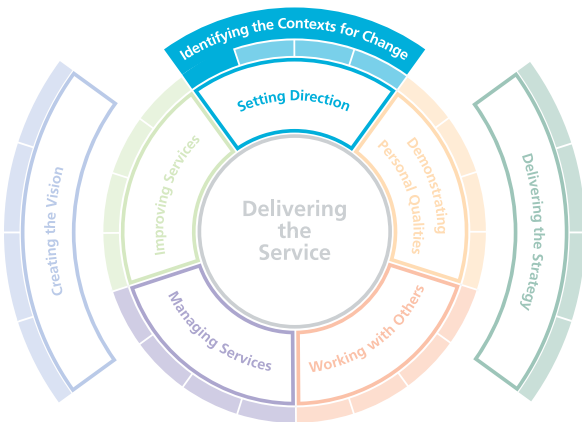 Identifying the Contexts for Change
Setting Direction
Improving Services
Demonstrating
Personal Qualities
Creating the Vision
Delivering
the
Service
Delivering the Strategy
Managing Services
Working with Others